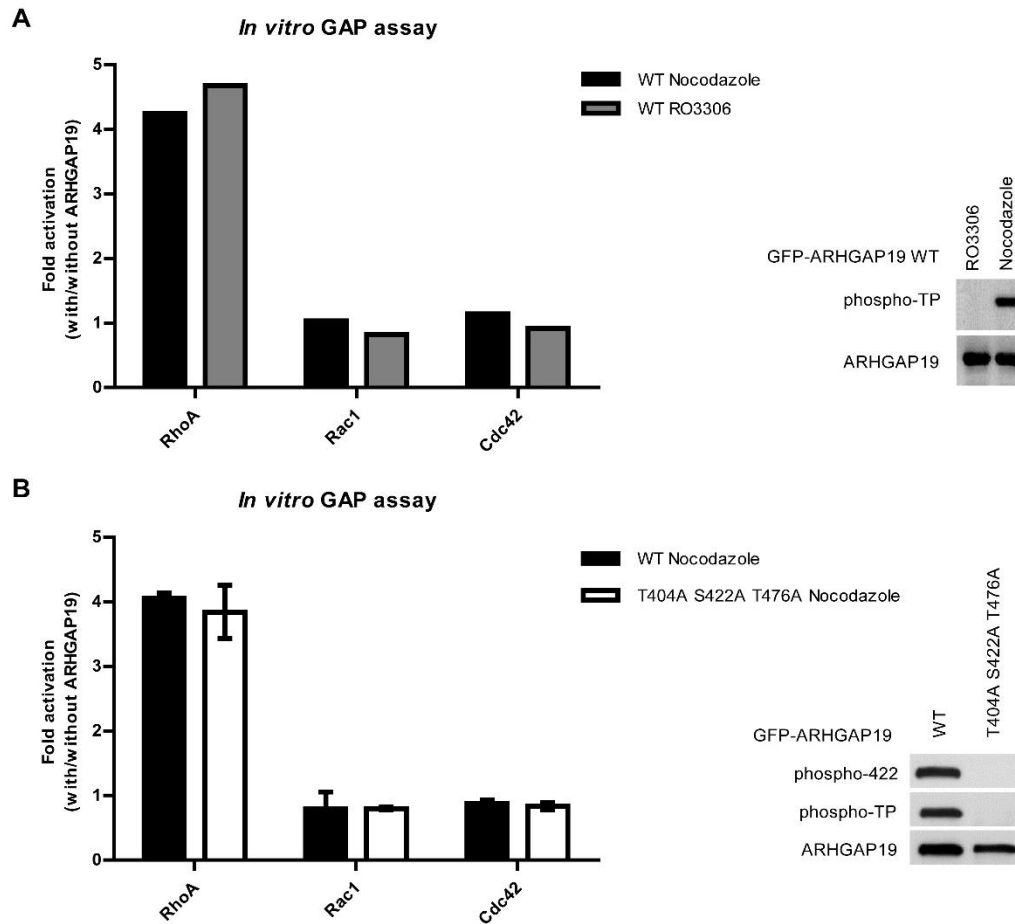 A
In vitro GAP assay
Fold activation
(with/without ARHGAP19)
5
4
3
2
1
0
RhoA
Rac1
Cdc42
WT Nocodazole
WT RO3306
GFP-ARHGAP19 WT
RO3306
Nocodazole
phospho-TP
ARHGAP19
B
In vitro GAP assay
Fold activation
(with/without ARHGAP19)
5
4
3
2
1
0
RhoA
Rac1
Cdc42
WT Nocodazole
T404A S422A T476A Nocodazole
GFP-ARHGAP19
WT
T404A S422A T476A
phospho-422
phospho-TP
ARHGAP19